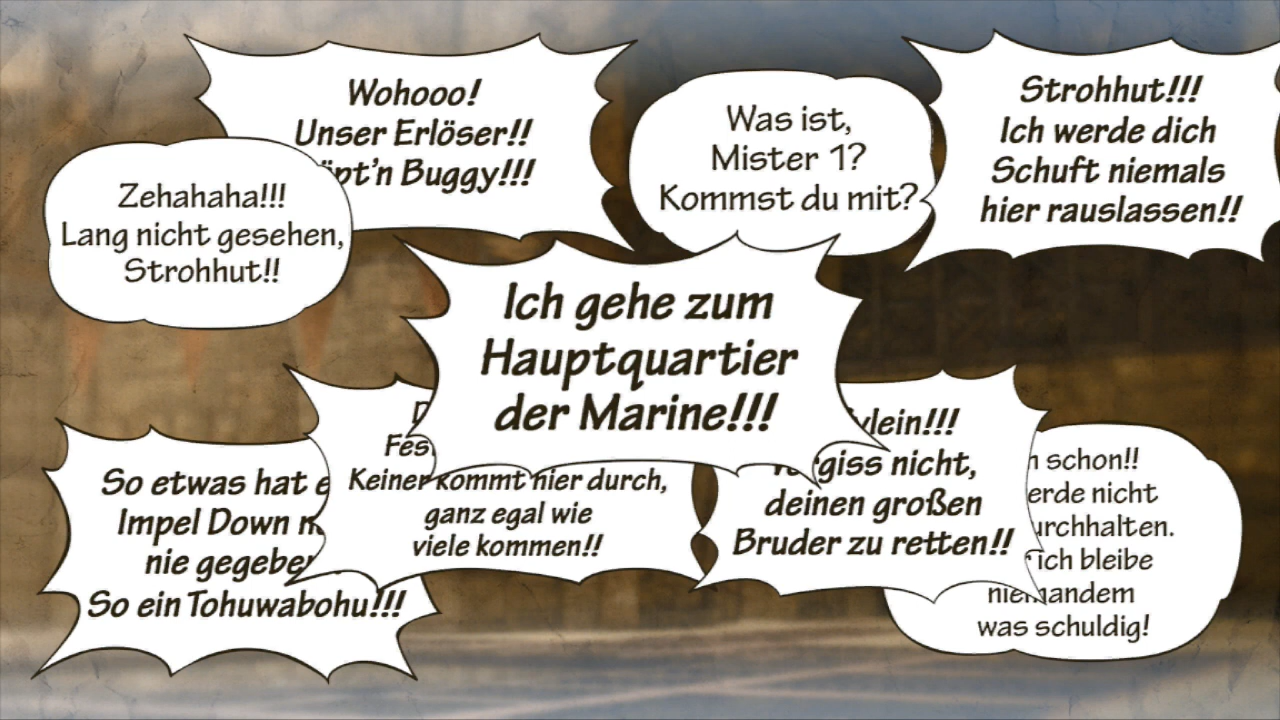 Wohooo!
Unser Erlöser!!
Buggy!!!
Was ist,
Mister 1?
Kommst du mit?
Strohhut!!!
Ich werde dich
Schuft niemals
hier rauslassen!!
Zehahaha!!!
Lang nicht gesehen,
Strohhut!!
Ich gehe zum
Hauptquartier
der Marine!!!
So etwas hat
Impel Down
nie
So ein Tohuwabohu!!!
Keiner kommt hier durch,
ganz egal wie
viele kommen!!
nicht,
deinen großen
Bruder zu retten!!
schon!!
nicht
ich bleibe
niemandem
was schuldig!